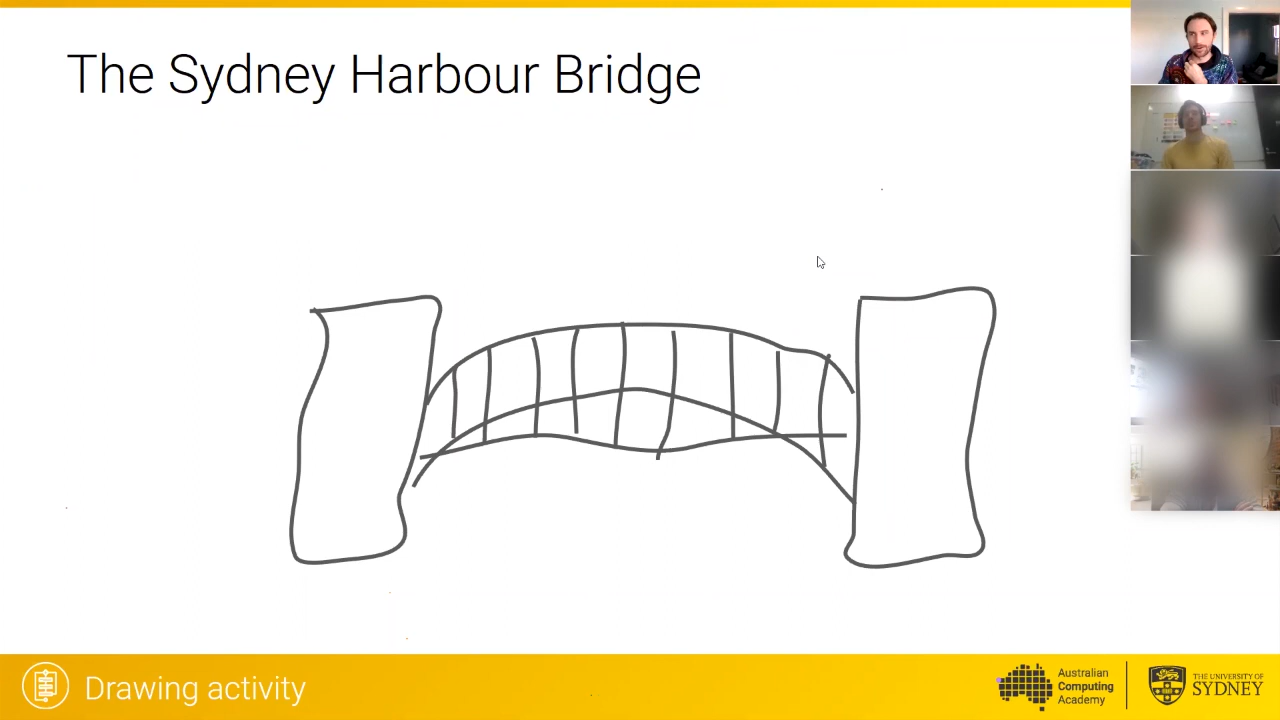 The Sydney Harbour Bridge
Drawing activity
Australian
Computing
Academy
THE UNIVERSITY OF
SYDNEY